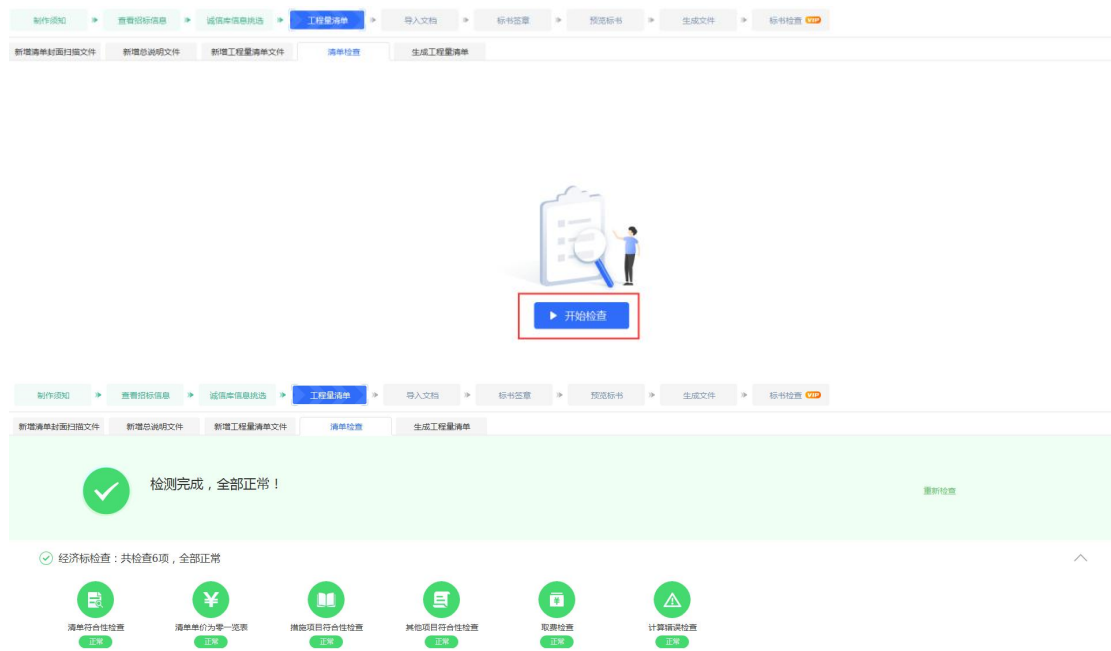 制作须知 查看招标信息 诚信库信息挑选 工程量清单 导入文档 标书签章 预览标书 生成文件 标书检查 VIP
新增清单封面扫描文件 新增总说明文件 新增工程量清单文件 清单检查 生成工程量清单
开始检查
制作须知 查看招标信息 诚信库信息挑选 工程量清单 导入文档 标书签章 预览标书 生成文件 标书检查 VIP
新增清单封面扫描文件 新增总说明文件 新增工程量清单文件 清单检查 生成工程量清单
检测完成，全部正常！
重新检查
经济标检查：共检查6项，全部正常
清单符合性检查 清单单价为零一览表 措施项目符合性检查 其他项目符合性检查 取费检查 计算错误检查
正常 正常 正常 正常 正常 正常